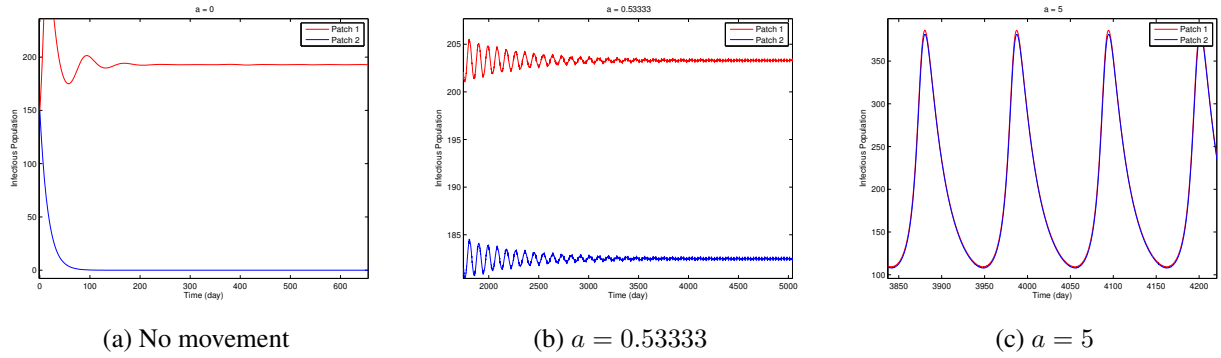 a = 0
Patch 1
Patch 2
200
150
100
50
0
Infectious Population
0 100 200 300 400 500 600
Time (day)
(a) No movement
a = 0.53333
Patch 1
Patch 2
205
200
195
190
185
Infectious Population
2000 2500 3000 3500 4000 4500 5000
Time (day)
(b) a = 0.53333
a = 5
Patch 1
Patch 2
350
300
250
200
150
100
Infectious Population
3850 3900 3950 4000 4050 4100 4150 4200
Time (day)
(c) a = 5